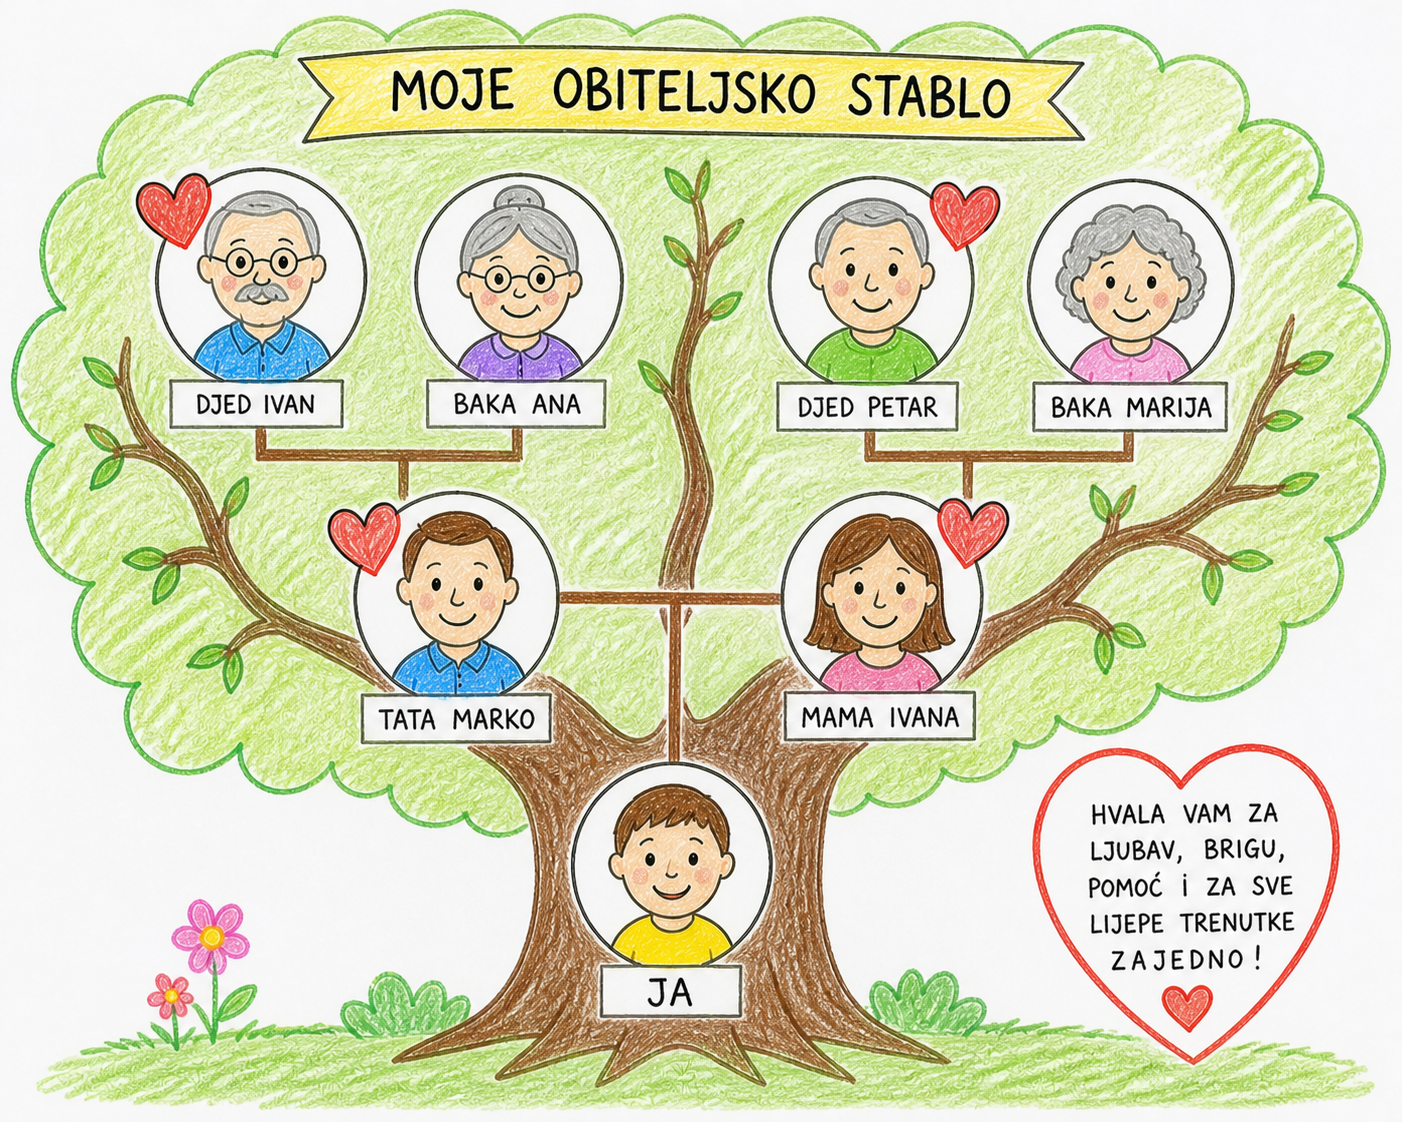 MOJE OBITELJSKO STABLO
DJED IVAN
BAKA ANA
DJED PETAR
BAKA MARIJA
TATA MARKO
MAMA IVANA
JA
HVALA VAM ZA
LJUBAV, BRIGU,
POMOĆ i ZA SVE
LIJEPE TRENUTKE
ZAJEDNO!